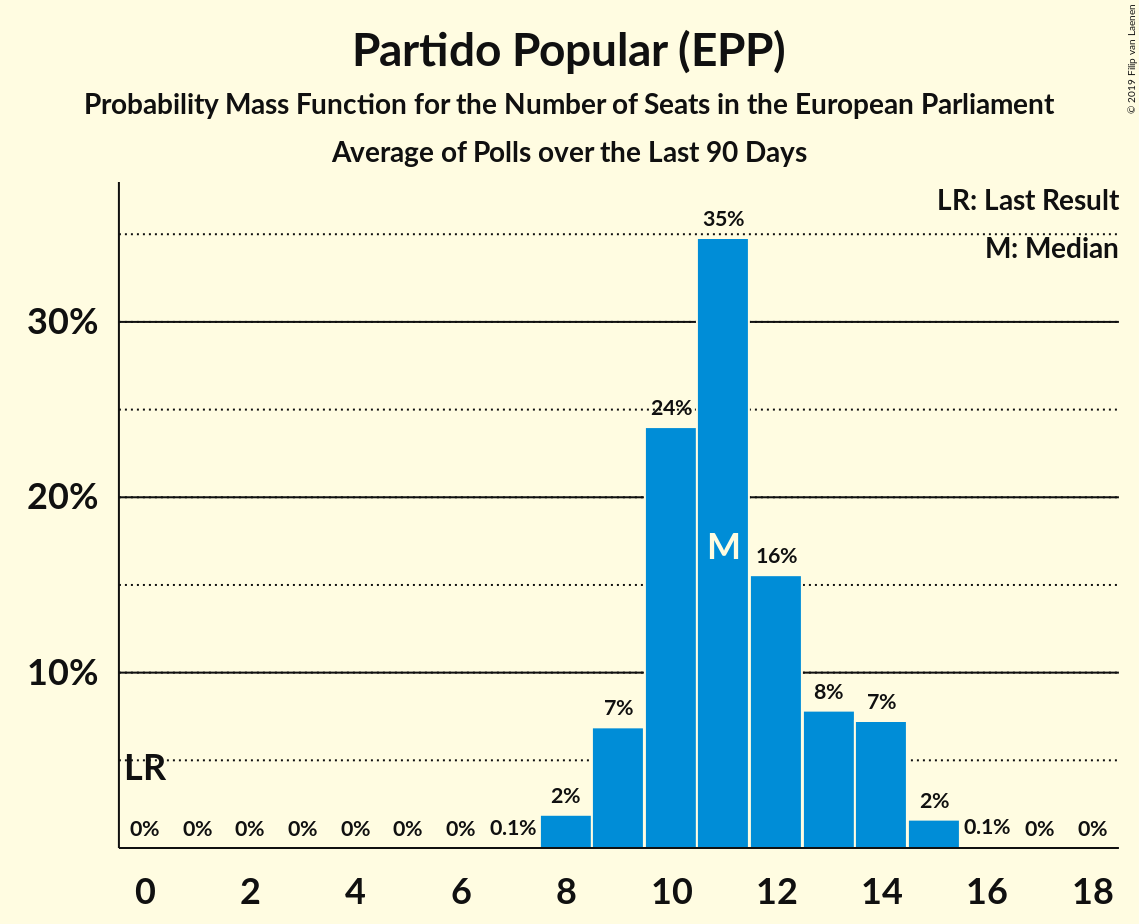 Partido Popular (EPP)
Probability Mass Function for the Number of Seats in the European Parliament
Average of Polls over the Last 90 Days
© 2019 Filip van Laenen
LR: Last Result
M: Median
35%
30%
24%
20%
M
16%
10%
8%
7%
7%
LR
2%
2%
0% 0% 0% 0% 0% 0% 0% 0.1% 0.1% 0% 0%
0 2 4 6 8 10 12 14 16 18